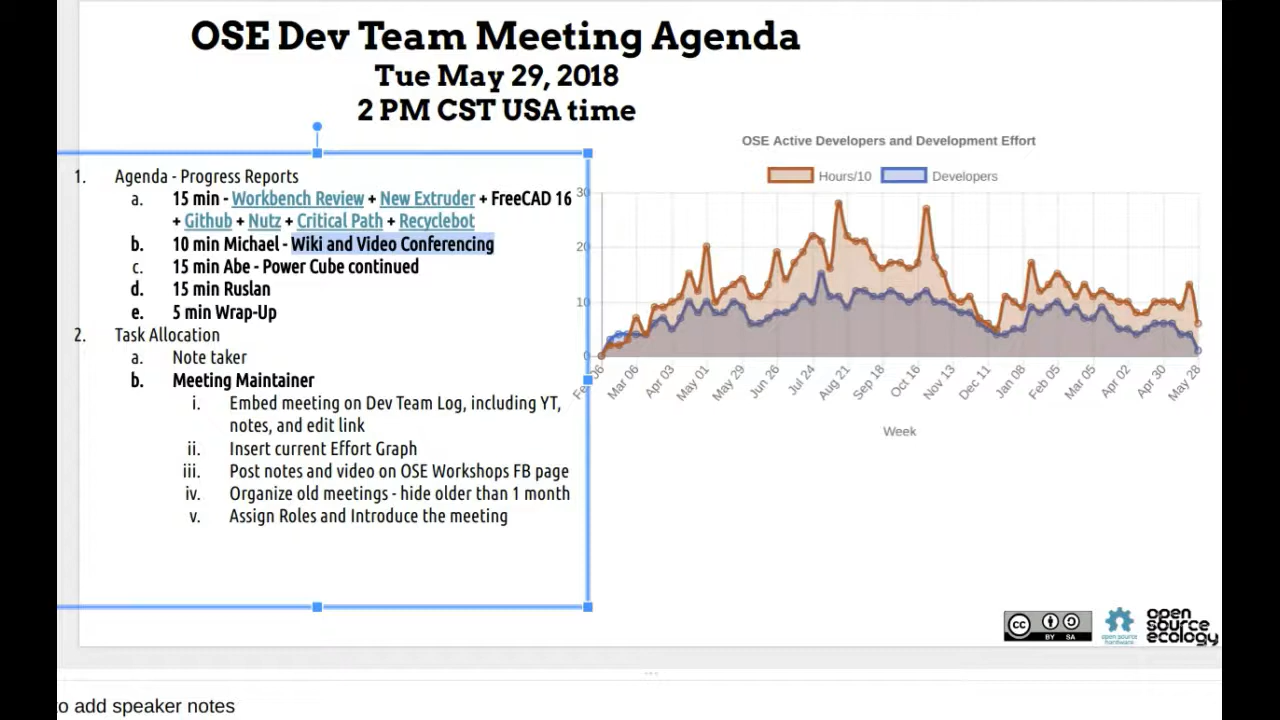 OSE Dev Team Meeting Agenda
Tue May 29, 2018
2 PM CST USA time
1. Agenda - Progress Reports
a. 15 min - Workbench Review + New Extruder + FreeCAD 16
+ Github + Nutz + Critical Path + Recyclebot
b. 10 min Michael - Wiki and Video Conferencing
c. 15 min Abe - Power Cube continued
d. 15 min Ruslan
e. 5 min Wrap-Up
2. Task Allocation
a. Note taker
b. Meeting Maintainer
i. Embed meeting on Dev Team Log, including YT,
notes, and edit link
ii. Insert current Effort Graph
iii. Post notes and video on OSE Workshops FB page
iv. Organize old meetings - hide older than 1 month
v. Assign Roles and Introduce the meeting
OSE Active Developers and Development Effort
Hours/10 Developers
30
20
10
0
Feb 06 Mar 06 Apr 03 May 01 May 29 Jun 26 Jul 24 Aug 21 Sep 18 Oct 16 Nov 13 Dec 11 Jan 08 Feb 05 Mar 05 Apr 02 Apr 30 May 28
Week
cc BY SA
open source hardware
open
source
ecology
o add speaker notes